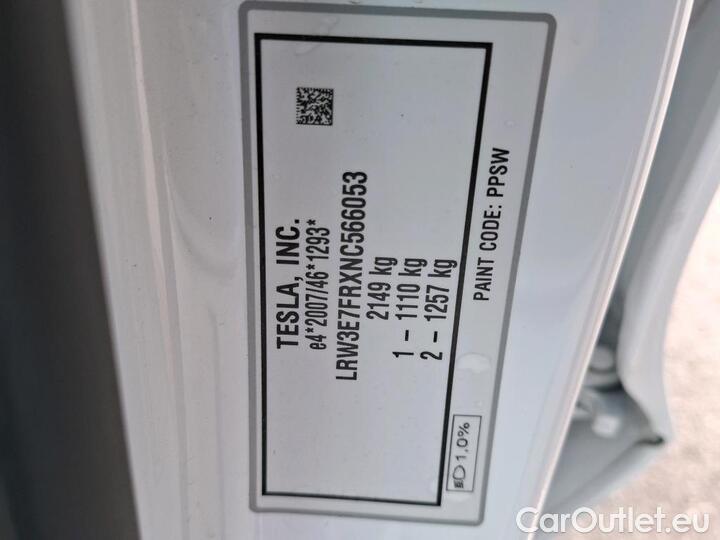 TESLA, INC.
e4*2007/46*1293*
LRW3E7FRXNC566053
2149 kg
1 – 1110 kg
2 – 1257 kg
PAINT CODE: PPSW
1,0%
CarOutlet.eu